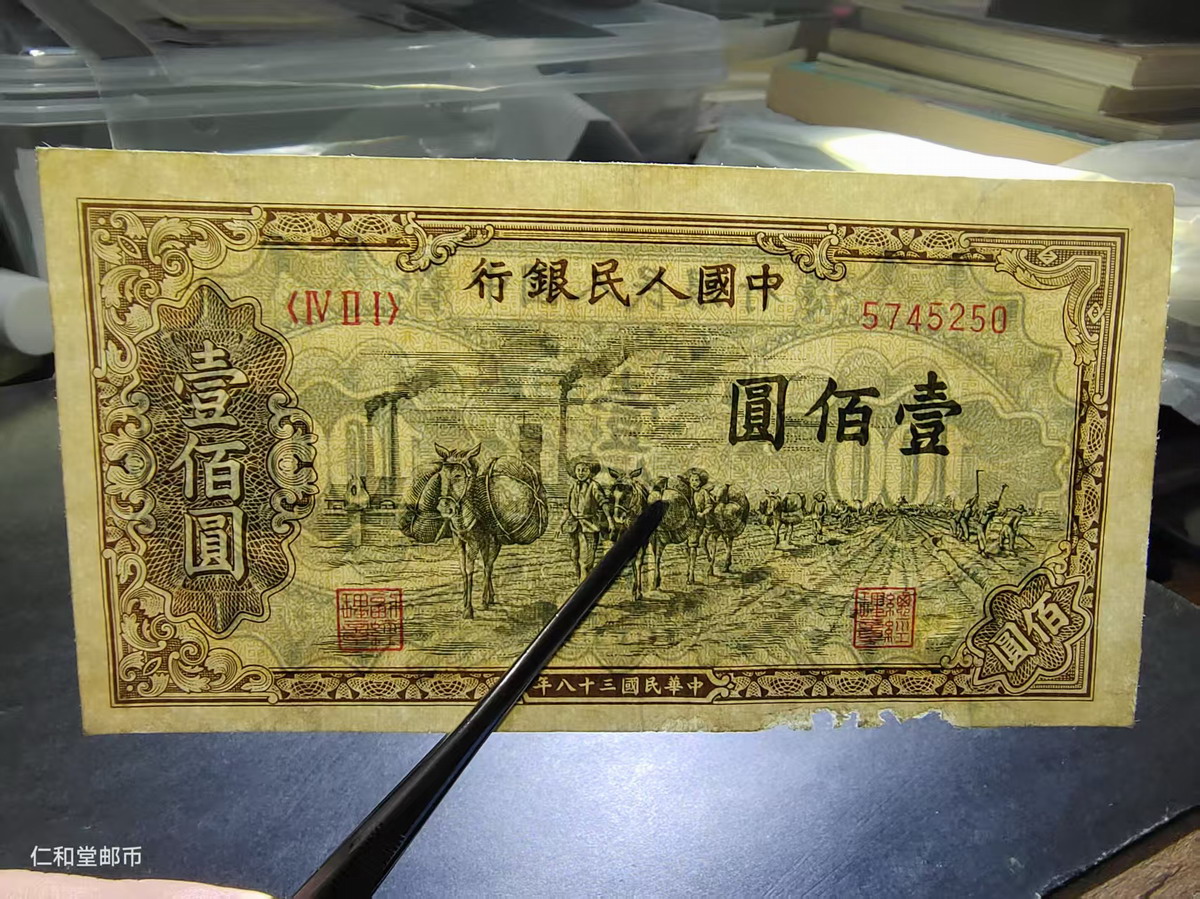 中國人民銀行
〈Ⅳ Ⅱ Ⅰ〉
5745250
壹佰圓
壹佰圓
佰圓
中華民國三十八年
仁和堂邮币